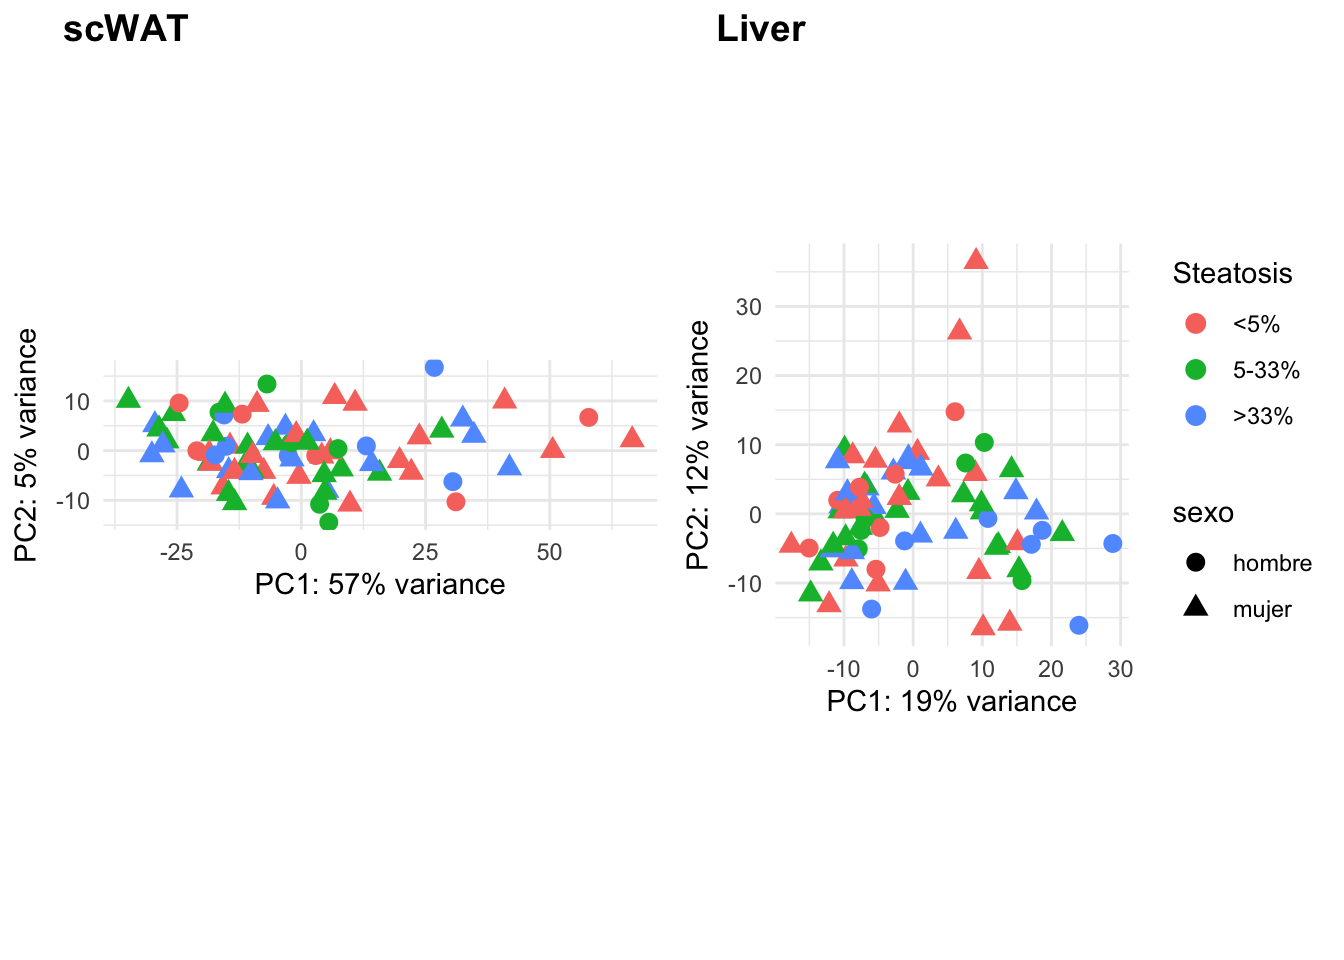 scWAT
PC2: 5% variance
10
0
-10
-25
0
25
50
PC1: 57% variance
Liver
PC2: 12% variance
30
20
10
0
-10
-10
0
10
20
30
PC1: 19% variance
Steatosis
<5%
5-33%
>33%
sexo
hombre
mujer